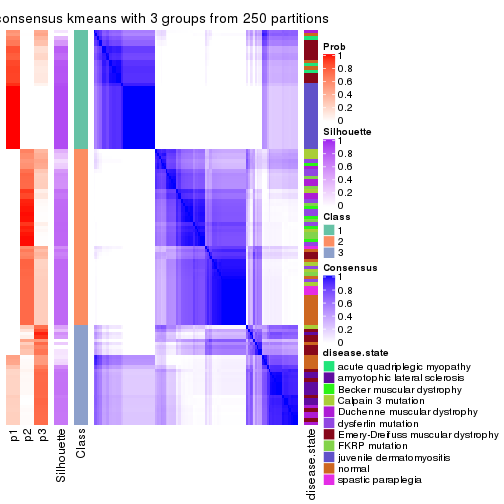 consensus kmeans with 3 groups from 250 partitions
Prob
1
0.8
0.6
0.4
0.2
0
Silhouette
1
0.8
0.6
0.4
0.2
0
Class
1
2
3
Consensus
1
0.8
0.6
0.4
0.2
0
disease.state
acute quadriplegic myopathy
amyotophic lateral sclerosis
Becker muscular dystrophy
Calpain 3 mutation
Duchenne muscular dystrophy
dysferlin mutation
Emery-Dreifuss muscular dystrophy
FKRP mutation
juvenile dermatomyositis
normal
spastic paraplegia
p1
p2
p3
Silhouette
Class
disease.state